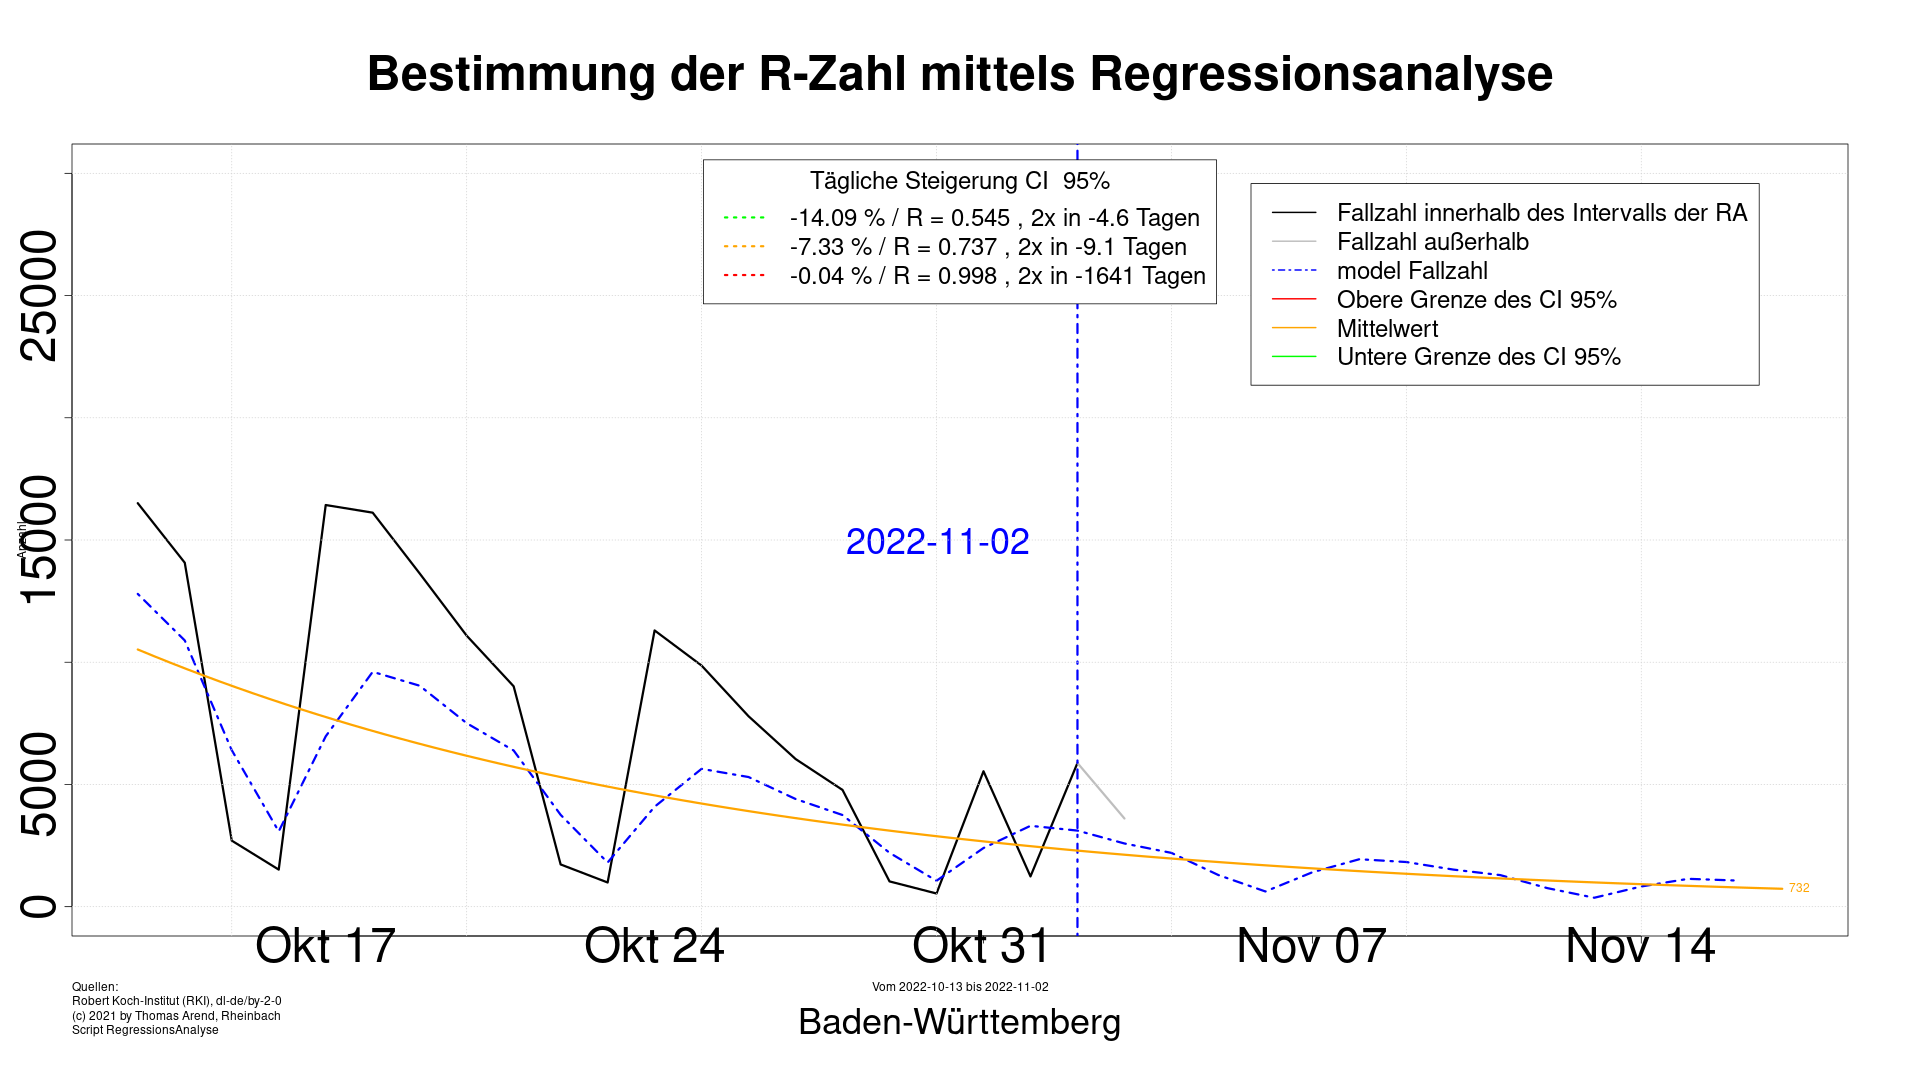 Bestimmung der R-Zahl mittels Regressionsanalyse
Tägliche Steigerung CI  95%
-14.09 % / R = 0.545 , 2x in -4.6 Tagen
-7.33 % / R = 0.737 , 2x in -9.1 Tagen
-0.04 % / R = 0.998 , 2x in -1641 Tagen
Fallzahl innerhalb des Intervalls der RA
Fallzahl außerhalb
model Fallzahl
Obere Grenze des CI 95%
Mittelwert
Untere Grenze des CI 95%
25000
15000
5000
0
Anzahl
2022-11-02
732
Okt 17
Okt 24
Okt 31
Nov 07
Nov 14
Quellen:
Robert Koch-Institut (RKI), dl-de/by-2-0
(c) 2021 by Thomas Arend, Rheinbach
Script RegressionsAnalyse
Vom 2022-10-13 bis 2022-11-02
Baden-Württemberg